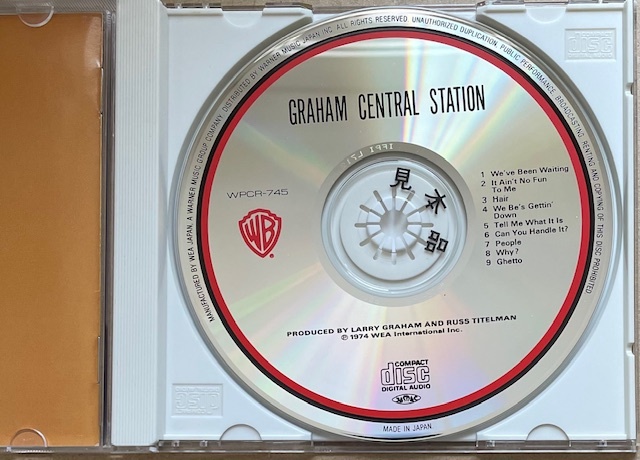 MANUFACTURED BY WEA JAPAN, A WARNER MUSIC GROUP COMPANY. DISTRIBUTED BY WARNER MUSIC JAPAN INC. ALL RIGHTS RESERVED. UNAUTHORIZED DUPLICATION, PUBLIC PERFORMANCE, BROADCASTING, RENTING AND COPYING OF THIS DISC PROHIBITED
GRAHAM CENTRAL STATION
見本品
WPCR-745
WB
1 We've Been Waiting
2 It Ain't No Fun
To Me
3 Hair
4 We Be's Gettin'
Down
5 Tell Me What It Is
6 Can You Handle It?
7 People
8 Why?
9 Ghetto
PRODUCED BY LARRY GRAHAM AND RUSS TITELMAN
℗ 1974 WEA International Inc.
COMPACT
disc
DIGITAL AUDIO
MADE IN JAPAN